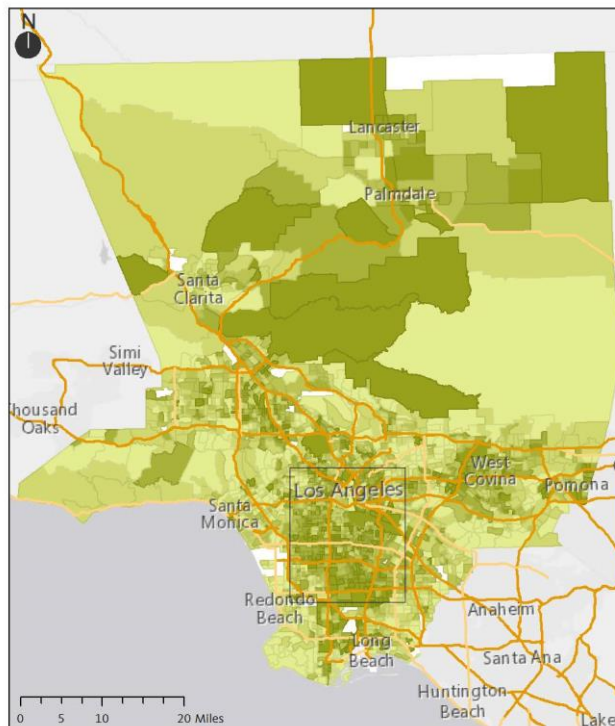 N
Lancaster
Palmdale
Santa
Clarita
Simi
Valley
Thousand
Oaks
West
Covina
Los Angeles
Pomona
Santa
Monica
Redondo
Beach
Anaheim
Long
Beach
Santa Ana
Huntington
Beach
Lake
0 5 10 20 Miles